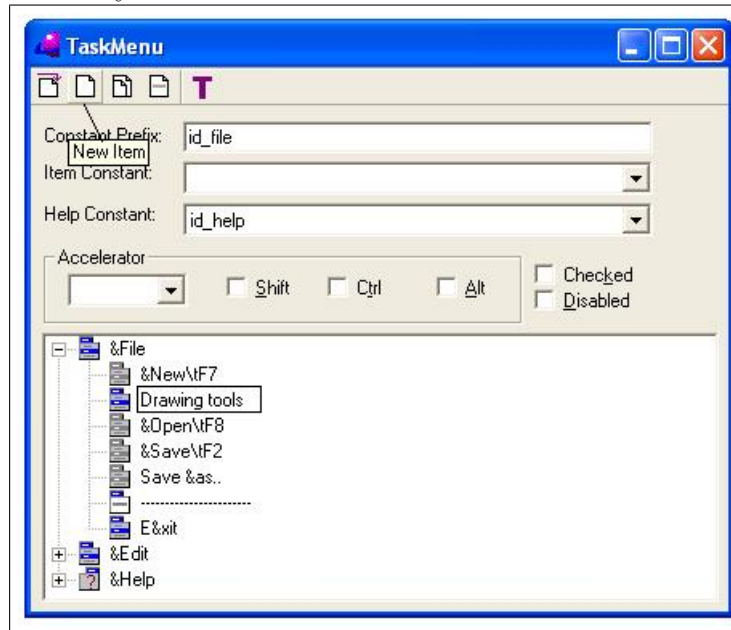 TaskMenu
T
Constant Prefix: id_file
New Item
Item Constant:
Help Constant: id_help
Accelerator
Shift Ctrl Alt Checked
Disabled
&File
&New\tF7
Drawing tools
&Open\tF8
&Save\tF2
Save &as..
---------------------
E&xit
&Edit
? &Help